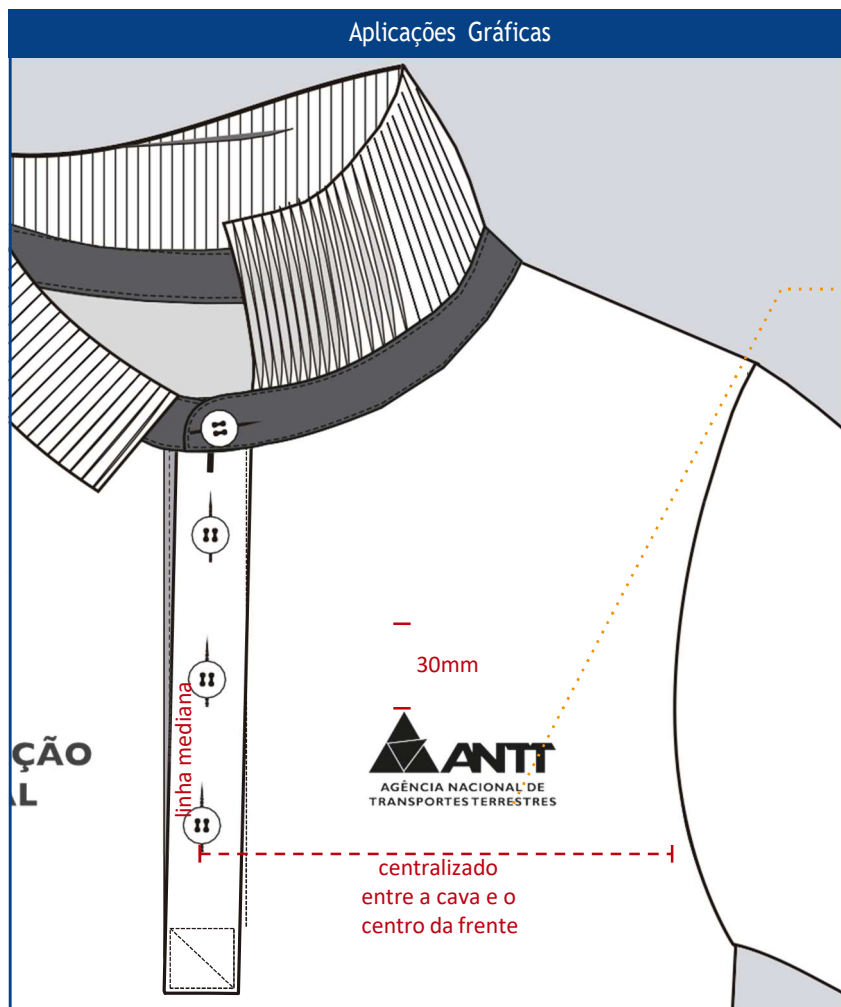 Aplicações Gráficas
30mm
linha mediana
ÇÃO
AL
ANTT
AGÊNCIA NACIONAL DE
TRANSPORTES TERRESTRES
centralizado
entre a cava e o
centro da frente